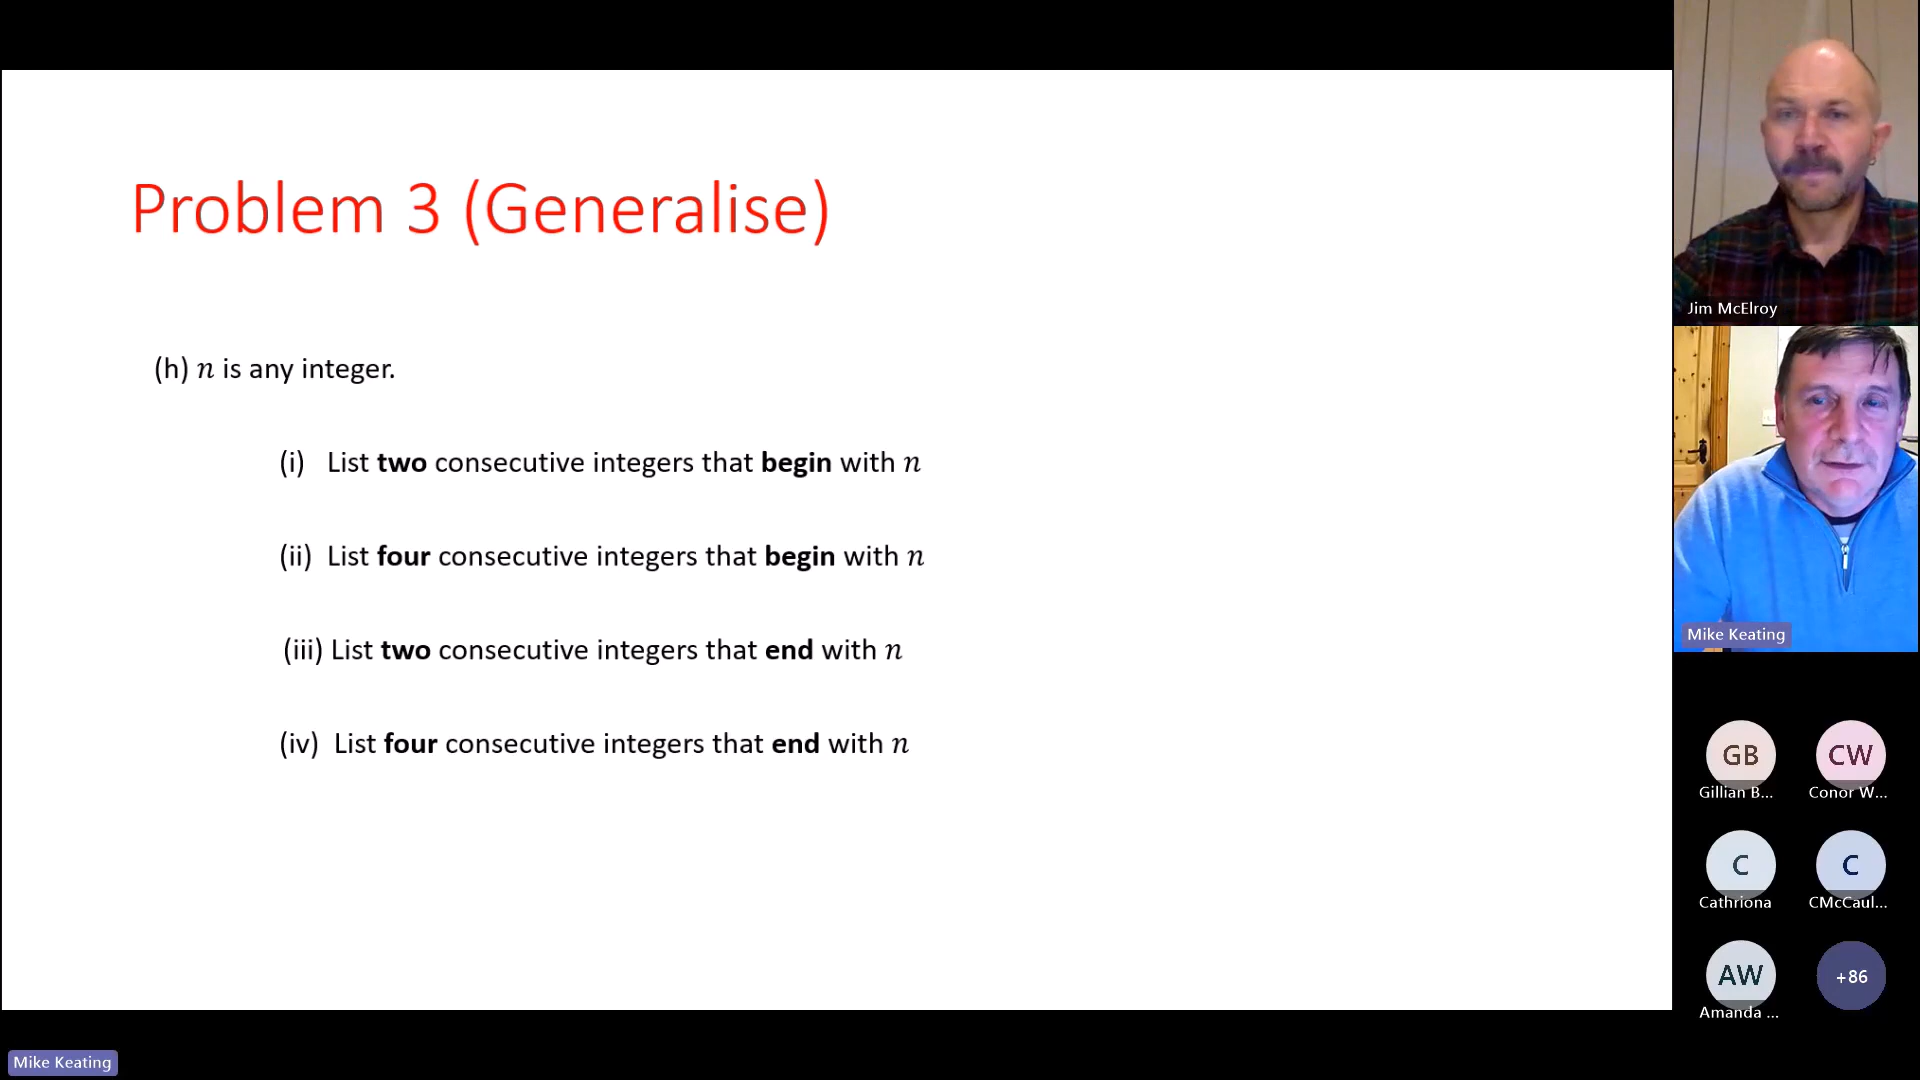 Problem 3 (Generalise)
(h) n is any integer.
(i) List two consecutive integers that begin with n
(ii) List four consecutive integers that begin with n
(iii) List two consecutive integers that end with n
(iv) List four consecutive integers that end with n
Jim McElroy
Mike Keating
GB
Gillian B...
CW
Conor W...
C
Cathriona
C
CMcCaul...
AW
Amanda ...
+86
Mike Keating